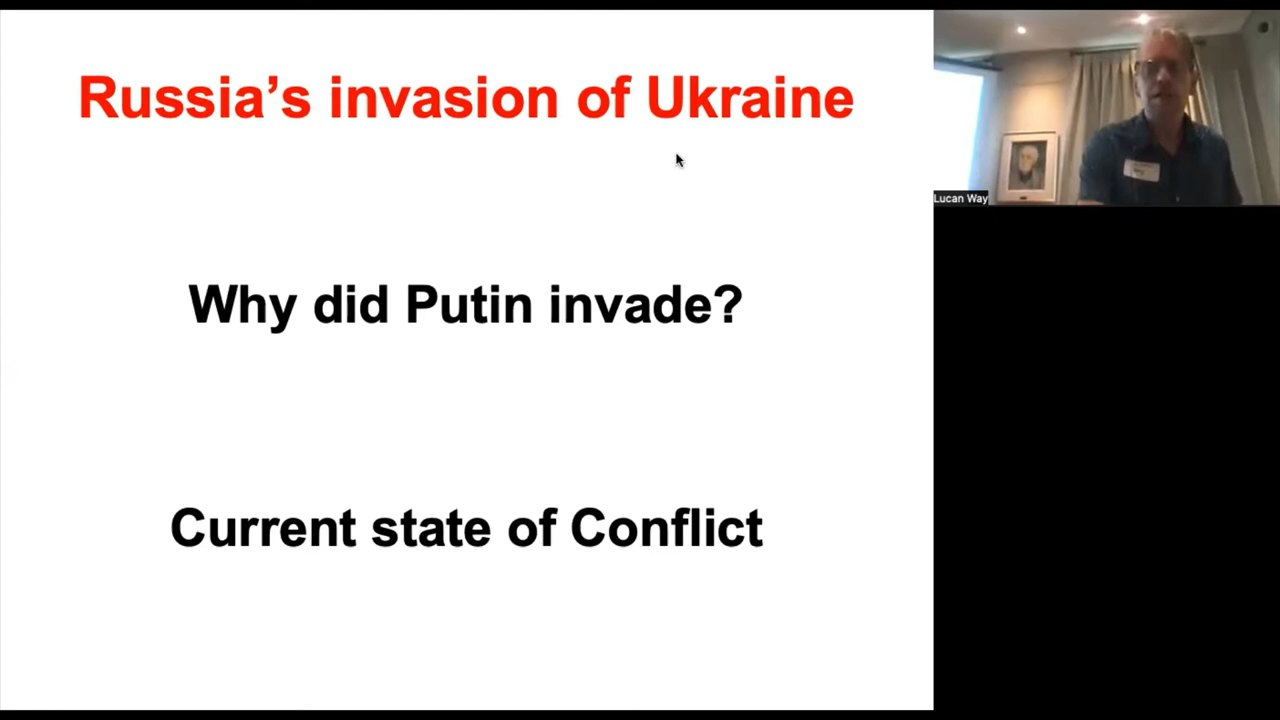 Russia’s invasion of Ukraine
Lucan Way
Why did Putin invade?
Current state of Conflict